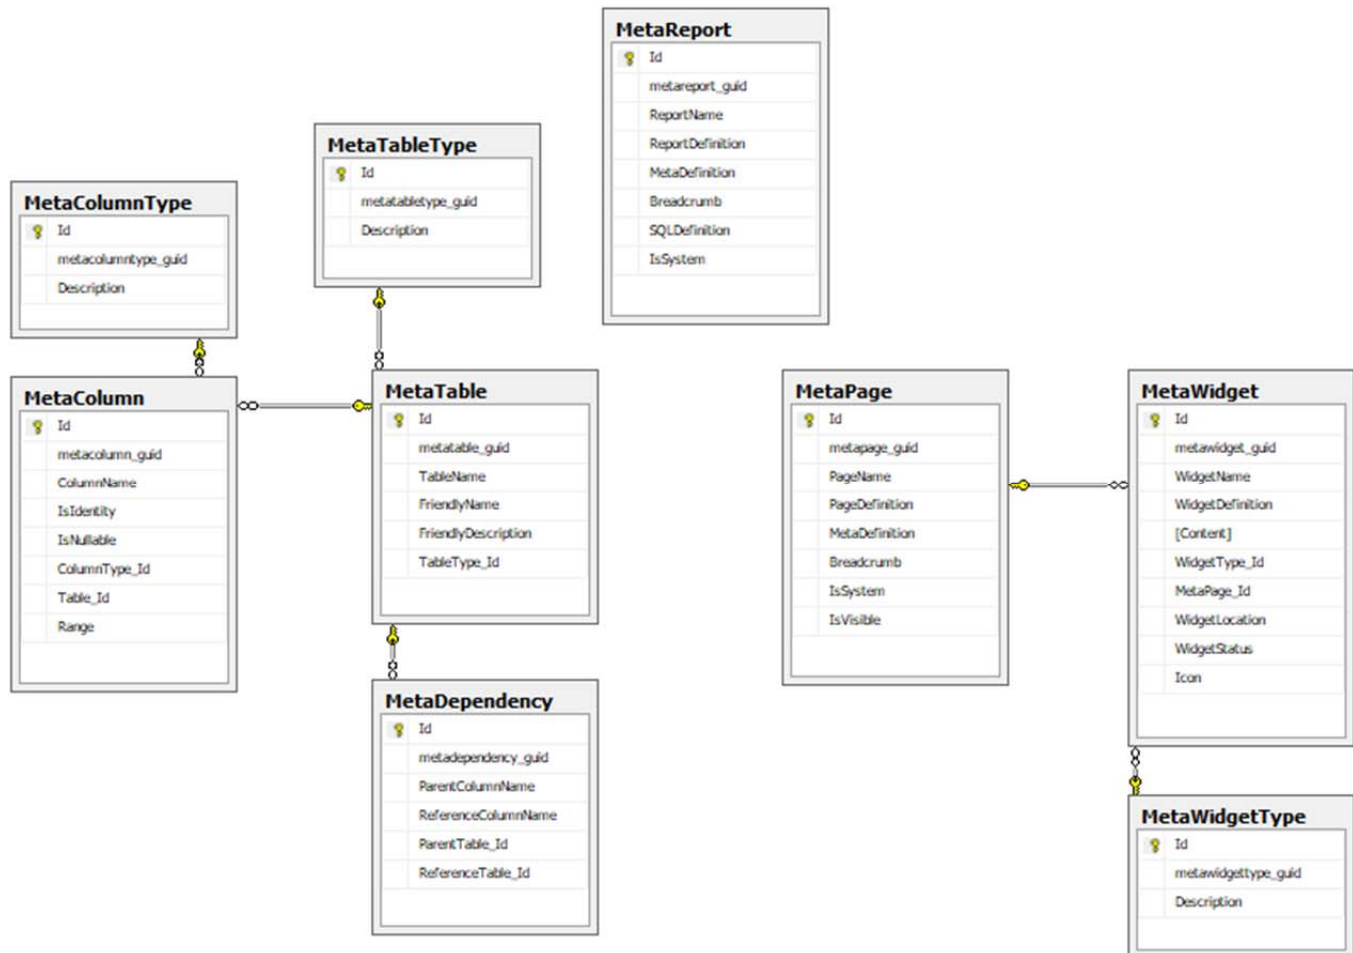 MetaReport
Id
metareport_guid
ReportName
ReportDefinition
MetaDefinition
Breadcrumb
SQLDefinition
IsSystem
MetaTableType
Id
metatabletype_guid
Description
MetaColumnType
Id
metacolumntype_guid
Description
MetaColumn
Id
metacolumn_guid
ColumnName
IsIdentity
IsNullable
ColumnType_Id
Table_Id
Range
MetaTable
Id
metatable_guid
TableName
FriendlyName
FriendlyDescription
TableType_Id
MetaPage
Id
metapage_guid
PageName
PageDefinition
MetaDefinition
Breadcrumb
IsSystem
IsVisible
MetaWidget
Id
metawidget_guid
WidgetName
WidgetDefinition
[Content]
WidgetType_Id
MetaPage_Id
WidgetLocation
WidgetStatus
Icon
MetaDependency
Id
metadependency_guid
ParentColumnName
ReferenceColumnName
ParentTable_Id
ReferenceTable_Id
MetaWidgetType
Id
metawidgettype_guid
Description